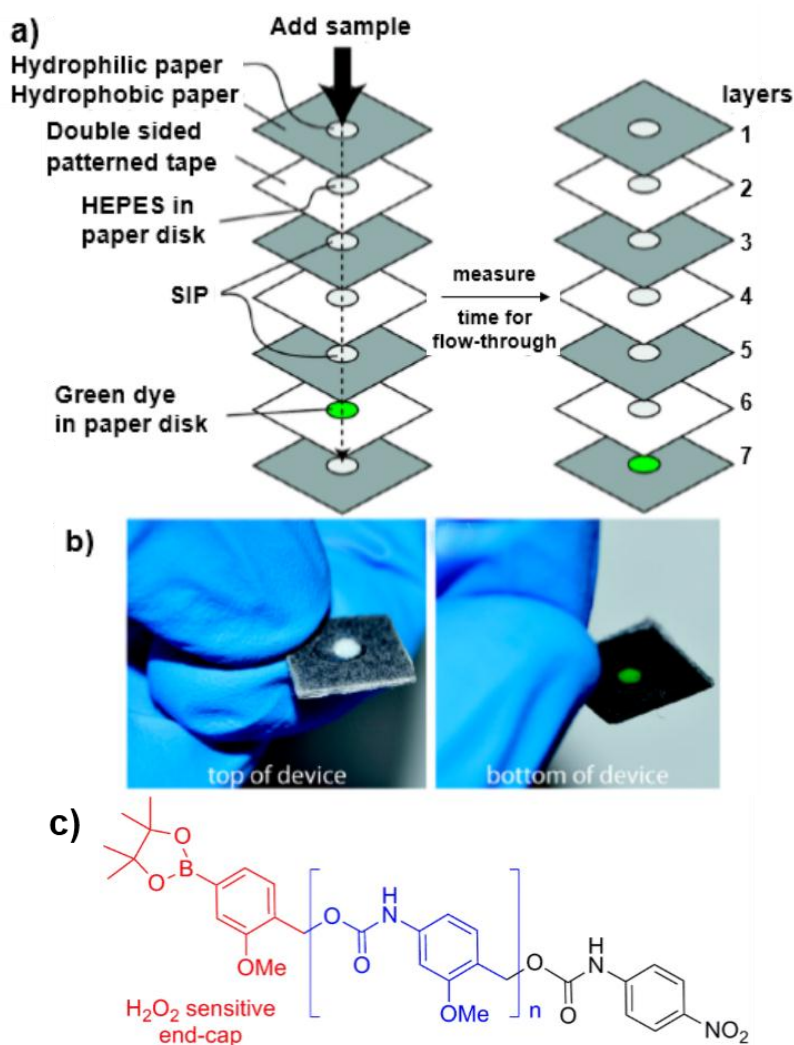 a)
Add sample
Hydrophilic paper
Hydrophobic paper
Double sided
patterned tape
HEPES in
paper disk
SIP
Green dye
in paper disk
measure
time for
flow-through
layers
1
2
3
4
5
6
7
b)
top of device
bottom of device
c)
O
B
O
OMe
O
O
H
N
OMe
n
O
O
H
N
NO2
H2O2 sensitive
end-cap